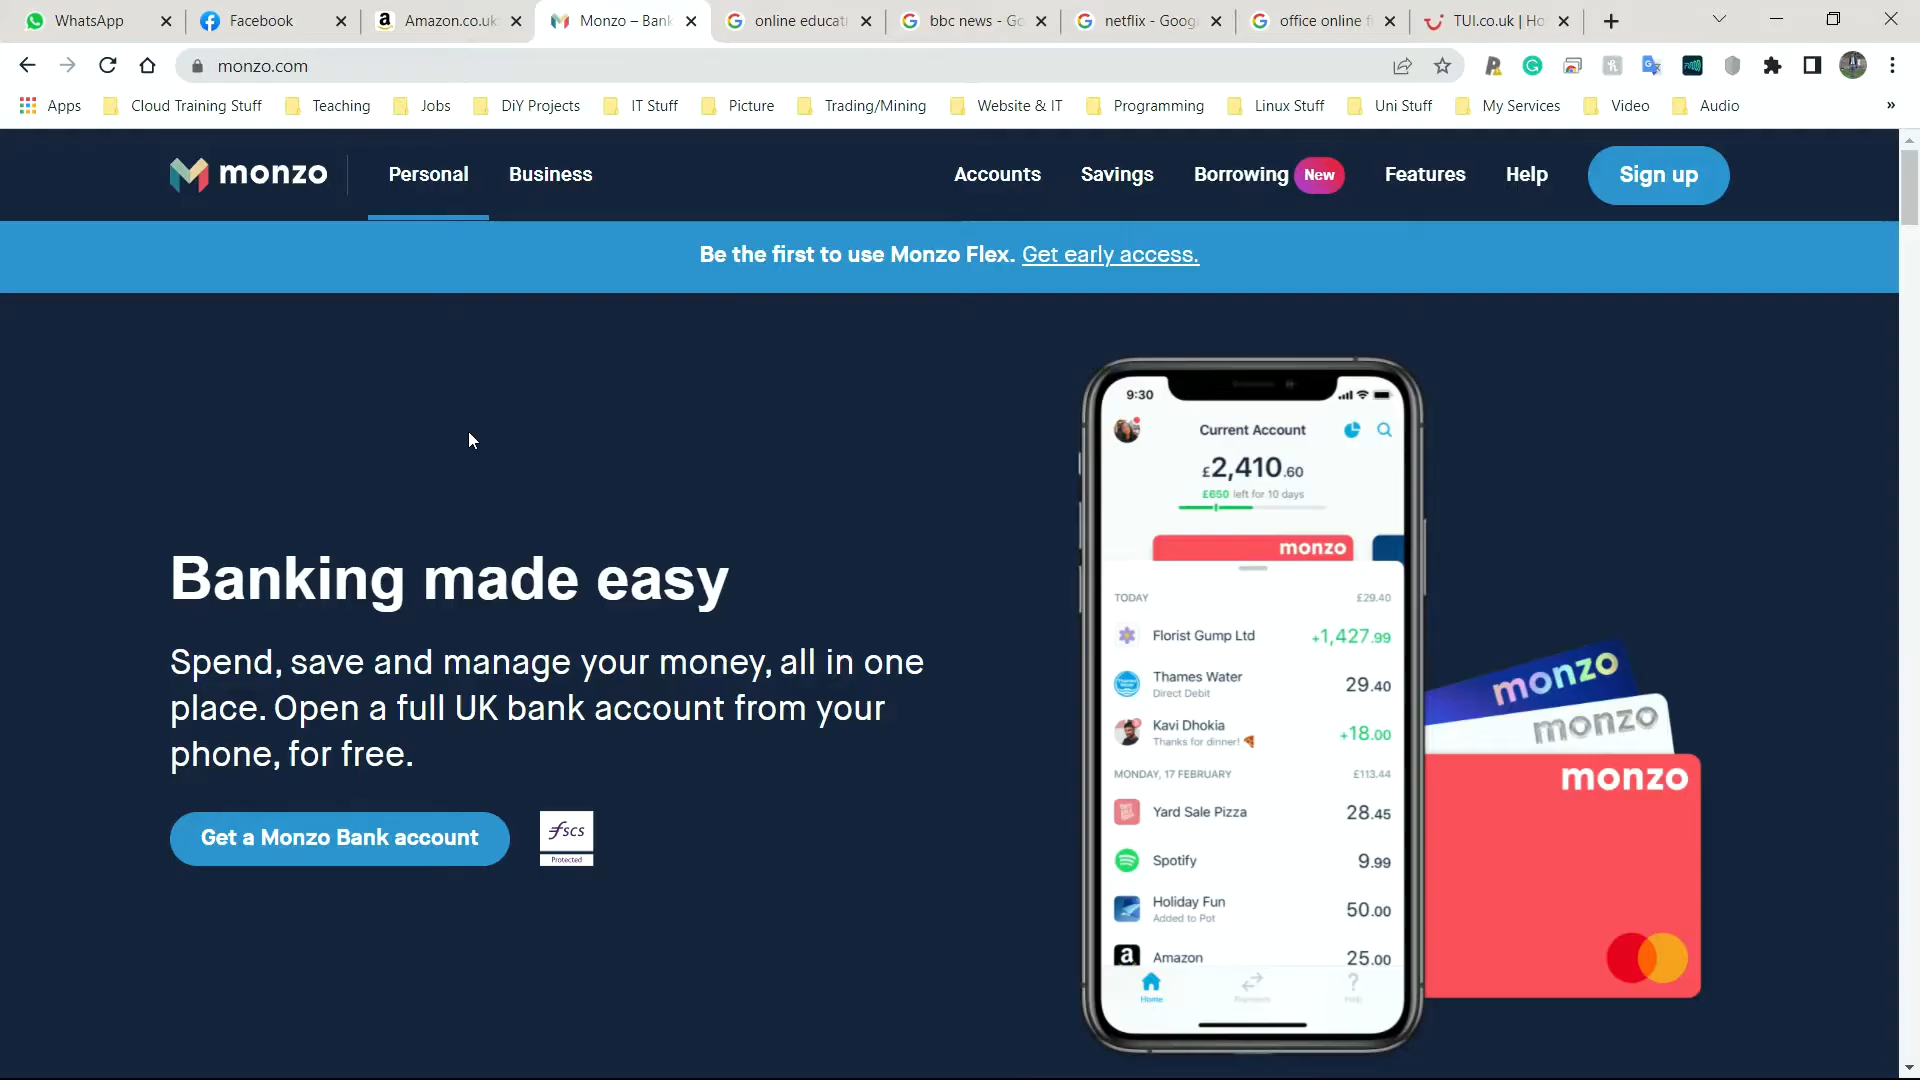 WhatsApp
Facebook
Amazon.co.uk
Monzo – Bank
online educati
bbc news - Go
netflix - Goog
office online f
TUI.co.uk | Ho
monzo.com
Apps
Cloud Training Stuff
Teaching
Jobs
DiY Projects
IT Stuff
Picture
Trading/Mining
Website & IT
Programming
Linux Stuff
Uni Stuff
My Services
Video
Audio
»
monzo
Personal
Business
Accounts
Savings
Borrowing New
Features
Help
Sign up
Be the first to use Monzo Flex. Get early access.
Banking made easy
Spend, save and manage your money, all in one
place. Open a full UK bank account from your
phone, for free.
Get a Monzo Bank account
fscs
Protected
9:30
Current Account
£2,410.60
£650 left for 10 days
monzo
TODAY £29.40
Florist Gump Ltd +1,427.99
Thames Water 29.40
Direct Debit
Kavi Dhokia +18.00
Thanks for dinner! 🍕
MONDAY, 17 FEBRUARY £113.44
Yard Sale Pizza 28.45
Spotify 9.99
Holiday Fun 50.00
Added to Pot
Amazon 25.00
Home
Payments
Help
monzo
monzo
monzo